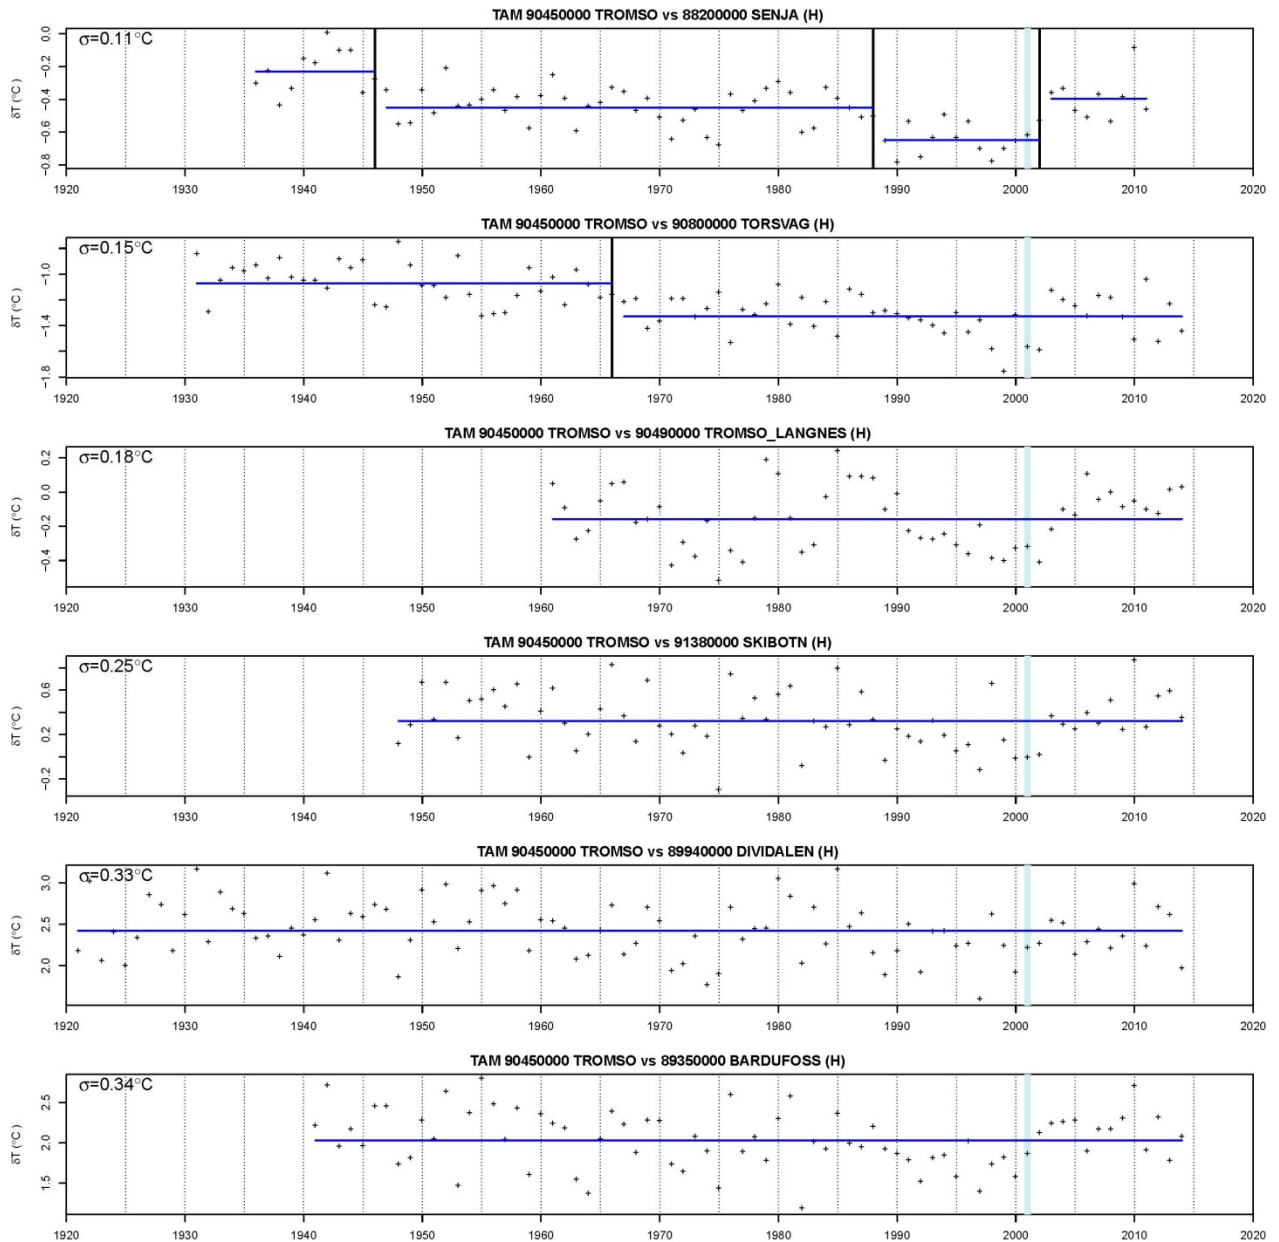 TAM 90450000 TROMSO vs 88200000 SENJA (H)
σ=0.11°C
δT (°C)
0.0
−0.2
−0.4
−0.6
−0.8
1920 1930 1940 1950 1960 1970 1980 1990 2000 2010 2020
TAM 90450000 TROMSO vs 90800000 TORSVAG (H)
σ=0.15°C
δT (°C)
−1.0
−1.4
−1.8
1920 1930 1940 1950 1960 1970 1980 1990 2000 2010 2020
TAM 90450000 TROMSO vs 90490000 TROMSO_LANGNES (H)
σ=0.18°C
δT (°C)
0.2
0.0
−0.2
−0.4
1920 1930 1940 1950 1960 1970 1980 1990 2000 2010 2020
TAM 90450000 TROMSO vs 91380000 SKIBOTN (H)
σ=0.25°C
δT (°C)
0.6
0.2
−0.2
1920 1930 1940 1950 1960 1970 1980 1990 2000 2010 2020
TAM 90450000 TROMSO vs 89940000 DIVIDALEN (H)
σ=0.33°C
δT (°C)
3.0
2.5
2.0
1920 1930 1940 1950 1960 1970 1980 1990 2000 2010 2020
TAM 90450000 TROMSO vs 89350000 BARDUFOSS (H)
σ=0.34°C
δT (°C)
2.5
2.0
1.5
1920 1930 1940 1950 1960 1970 1980 1990 2000 2010 2020